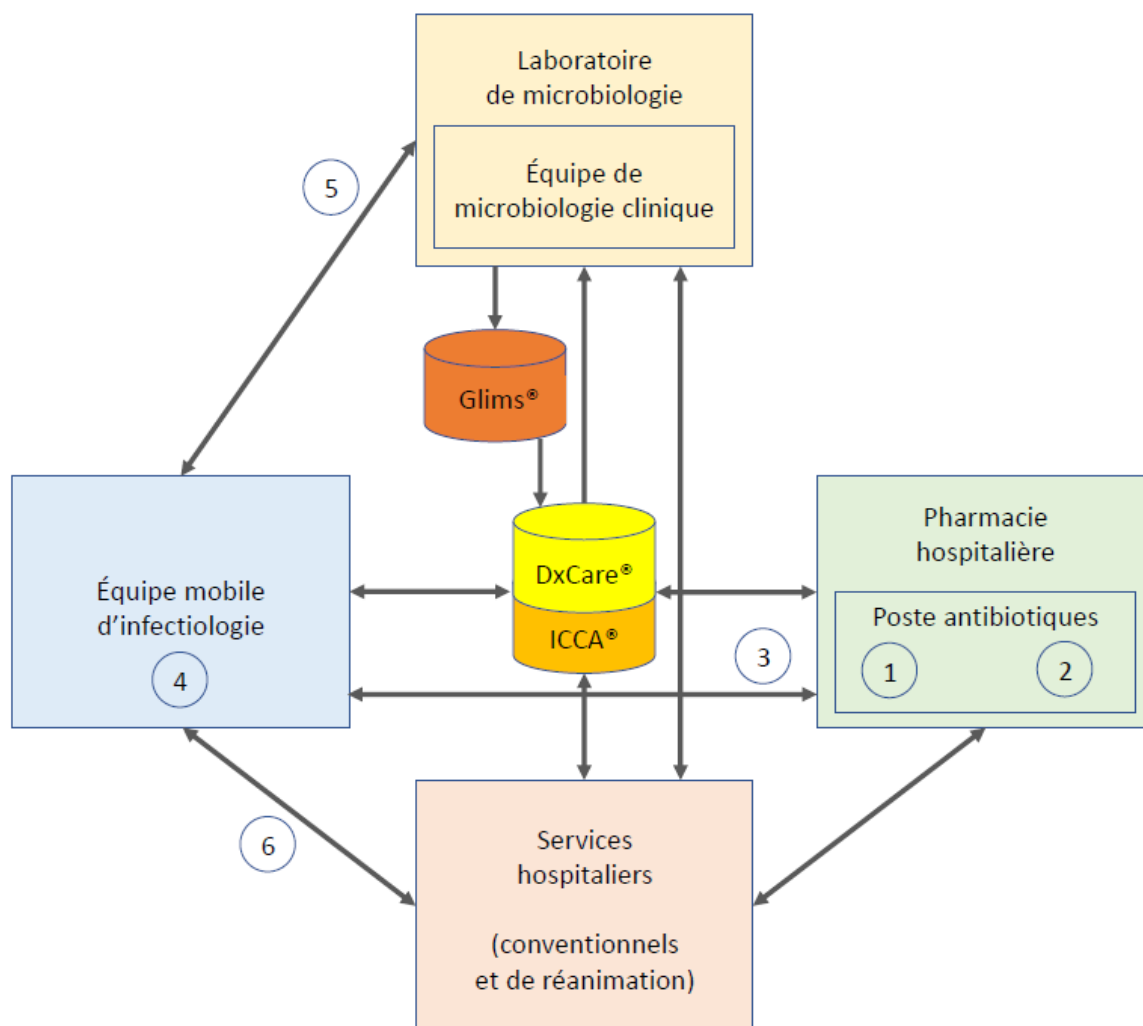 Laboratoire
de microbiologie
Équipe de
microbiologie clinique
5
Glims®
Équipe mobile
d’infectiologie
4
DxCare®
ICCA®
Pharmacie
hospitalière
Poste antibiotiques
1
2
3
6
Services
hospitaliers
(conventionnels
et de réanimation)